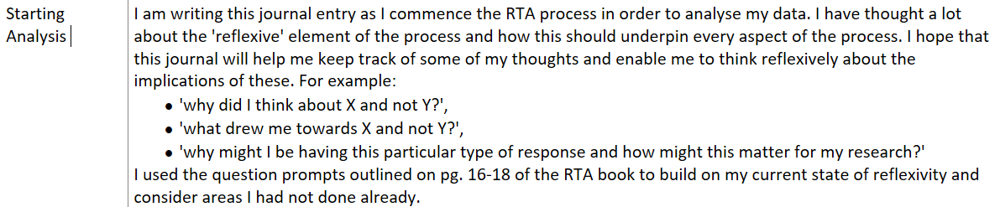 Starting
Analysis
I am writing this journal entry as I commence the RTA process in order to analyse my data. I have thought a lot
about the 'reflexive' element of the process and how this should underpin every aspect of the process. I hope that
this journal will help me keep track of some of my thoughts and enable me to think reflexively about the
implications of these. For example:
• 'why did I think about X and not Y?',
• 'what drew me towards X and not Y?',
• 'why might I be having this particular type of response and how might this matter for my research?'
I used the question prompts outlined on pg. 16-18 of the RTA book to build on my current state of reflexivity and
consider areas I had not done already.